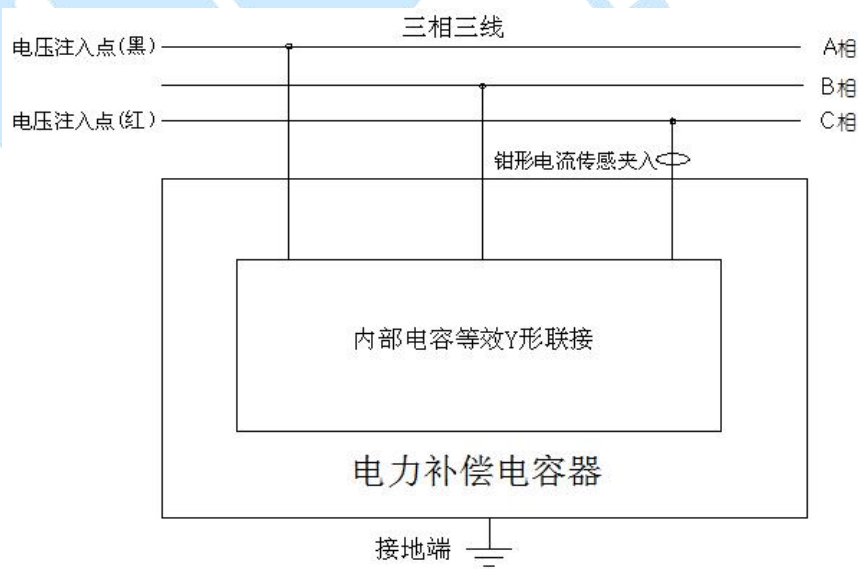 三相三线
电压注入点(黑)
A相
B相
电压注入点(红)
C相
钳形电流传感夹入
内部电容等效Y形联接
电力补偿电容器
接地端